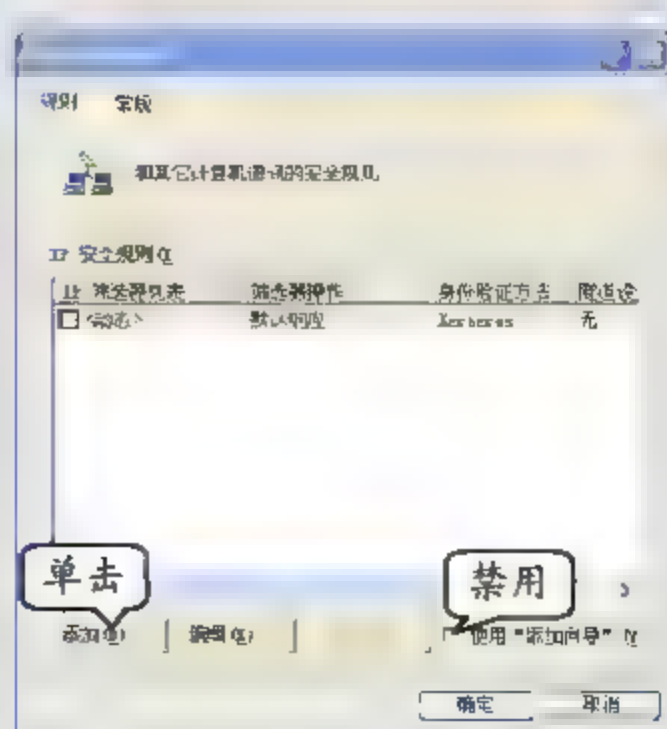 规则 常规
和其它计算机通讯的安全规则
IP 安全规则(I)
IP 筛选器列表 筛选器操作 身份验证方法 隧道设
<动态> 默认响应 Kerberos 无
单击
禁用
添加(D) 编辑(E) 使用"添加向导"(W)
确定 取消